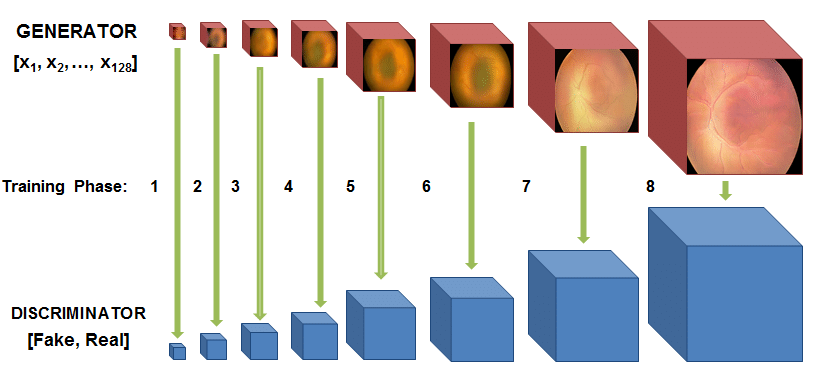 GENERATOR
[x₁, x₂,…, x₁₂₈]
Training Phase: 1 2 3 4 5 6 7 8
DISCRIMINATOR
[Fake, Real]